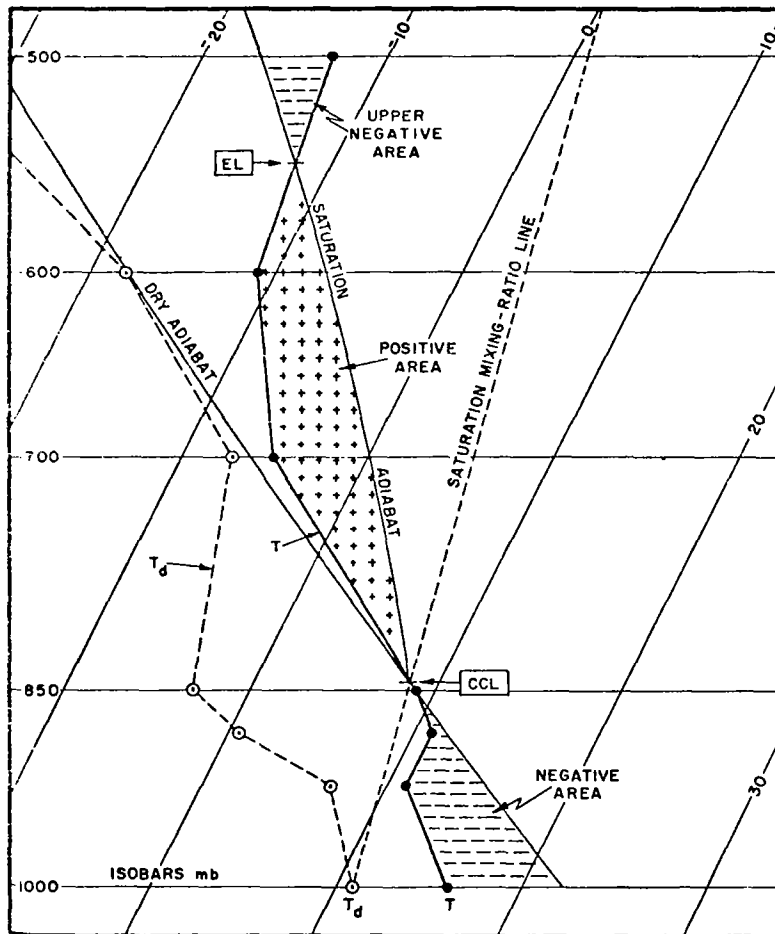 -20
-10
0
10
500
UPPER
NEGATIVE
AREA
EL
SATURATION
600
DRY ADIABAT
POSITIVE
AREA
SATURATION MIXING-RATIO LINE
20
700
ADIABAT
T
Td
CCL
850
NEGATIVE
AREA
30
ISOBARS mb
1000
Td
T